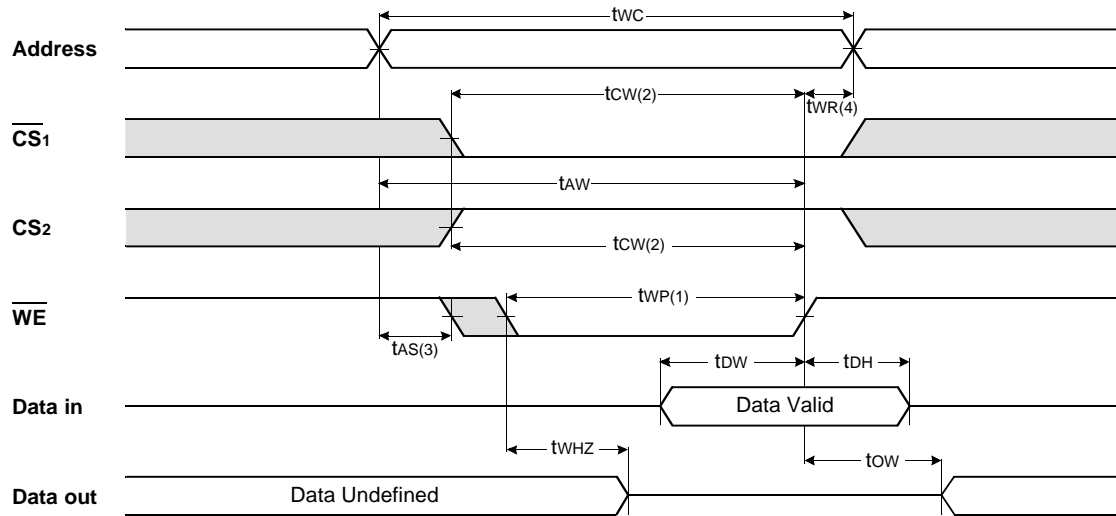 tWC
Address
tCW(2)
tWR(4)
CS1
tAW
CS2
tCW(2)
tWP(1)
WE
tAS(3)
tDW
tDH
Data in
Data Valid
tWHZ
tOW
Data out
Data Undefined